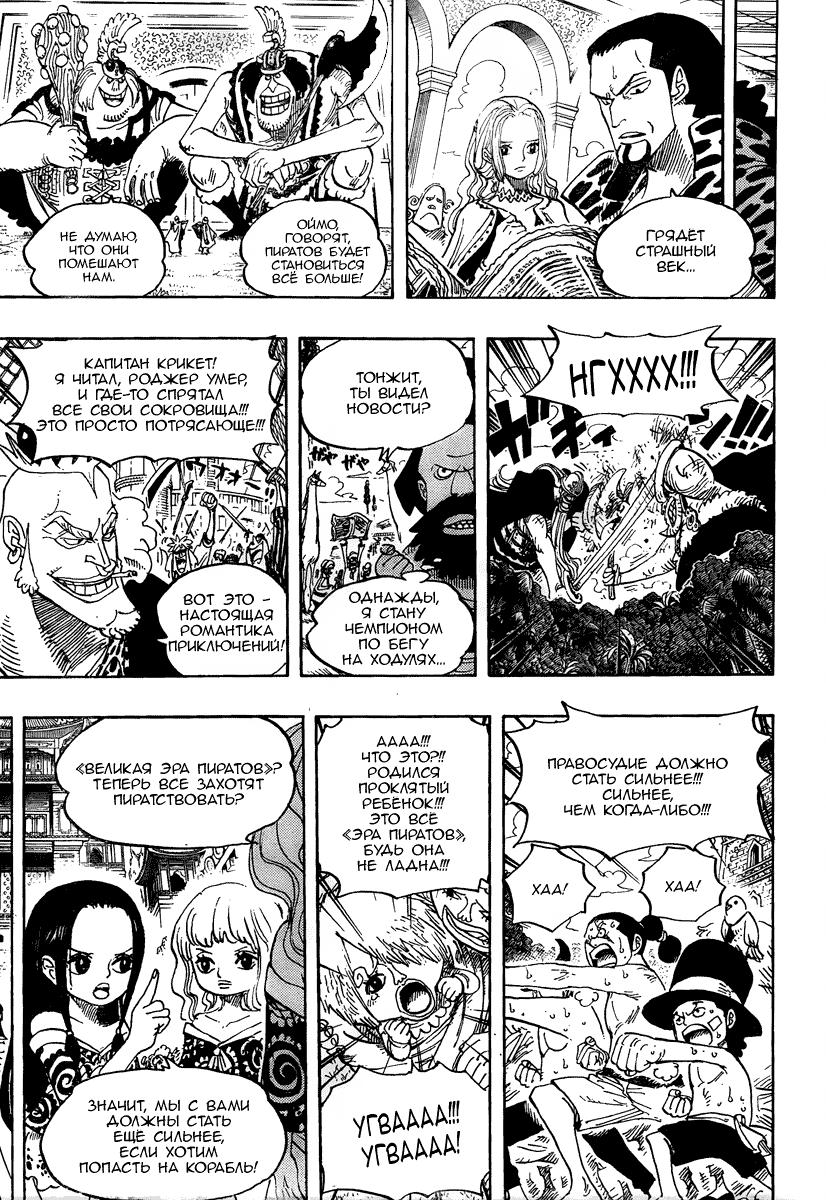 ГРЯДЁТ
СТРАШНЫЙ
ВЕК...
ОЙМО,
ГОВОРЯТ,
ПИРАТОВ БУДЕТ
СТАНОВИТЬСЯ
ВСЁ БОЛЬШЕ!
НЕ ДУМАЮ,
ЧТО ОНИ
ПОМЕШАЮТ
НАМ.
НГХХХХ!!!
ТОНЖИТ,
ТЫ ВИДЕЛ
НОВОСТИ?
ОДНАЖДЫ,
Я СТАНУ
ЧЕМПИОНОМ
ПО БЕГУ
НА ХОДУЛЯХ...
КАПИТАН КРИКЕТ!
Я ЧИТАЛ, РОДЖЕР УМЕР,
И ГДЕ-ТО СПРЯТАЛ
ВСЕ СВОИ СОКРОВИЩА!!!
ЭТО ПРОСТО ПОТРЯСАЮЩЕ!!!
ВОТ ЭТО -
НАСТОЯЩАЯ
РОМАНТИКА
ПРИКЛЮЧЕНИЙ!
ПРАВОСУДИЕ ДОЛЖНО
СТАТЬ СИЛЬНЕЕ!!!
СИЛЬНЕЕ,
ЧЕМ КОГДА-ЛИБО!!!
ХАА!
ХАА!
АААА!!!
ЧТО ЭТО?!!
РОДИЛСЯ
ПРОКЛЯТЫЙ
РЕБЁНОК!!!
ЭТО ВСЁ
«ЭРА ПИРАТОВ»,
БУДЬ ОНА
НЕ ЛАДНА!!!
УГВАААА!!!
УГВАААА!
«ВЕЛИКАЯ ЭРА ПИРАТОВ»?
ТЕПЕРЬ ВСЕ ЗАХОТЯТ
ПИРАТСТВОВАТЬ?
ЗНАЧИТ, МЫ С ВАМИ
ДОЛЖНЫ СТАТЬ
ЕЩЁ СИЛЬНЕЕ,
ЕСЛИ ХОТИМ
ПОПАСТЬ НА КОРАБЛЬ!